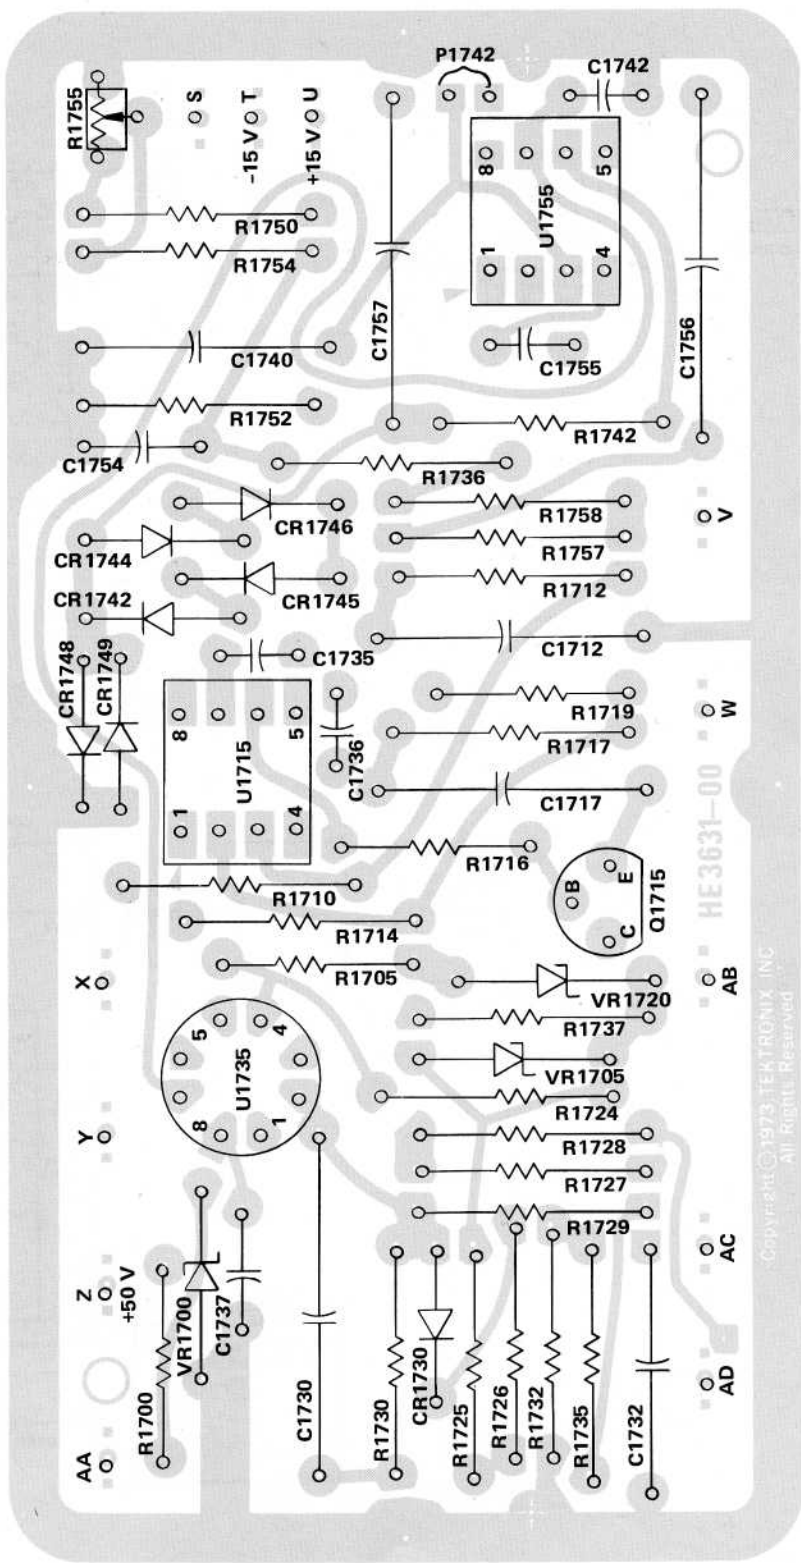 P1742
C1742
R1755
S
-15 V T
+15 V U
8
5
U1755
1
4
R1750
R1754
C1757
C1756
C1740
C1755
R1752
R1742
C1754
R1736
CR1746
R1758
V
CR1744
R1757
CR1745
R1712
CR1742
C1735
C1712
CR1748
CR1749
8
5
U1715
1
4
C1736
R1719
W
R1717
C1717
R1716
HE3631-00
R1710
B
E
C
Q1715
R1714
R1705
X
AB
VR1720
5
4
U1735
8
1
R1737
VR1705
R1724
Y
R1728
R1727
R1729
Z
+50 V
VR1700
C1737
R1700
AA
C1730
R1730
CR1730
R1725
R1726
R1732
R1735
C1732
AC
AD
Copyright © 1973 TEKTRONIX INC
All Rights Reserved